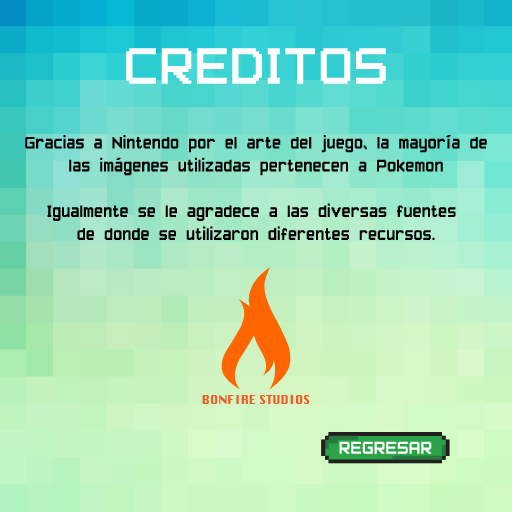 CREDITOS
Gracias a Nintendo por el arte del juego, la mayoría de
las imágenes utilizadas pertenecen a Pokemon
Igualmente se le agradece a las diversas fuentes
de donde se utilizaron diferentes recursos.
BONFIRE STUDIOS
REGRESAR